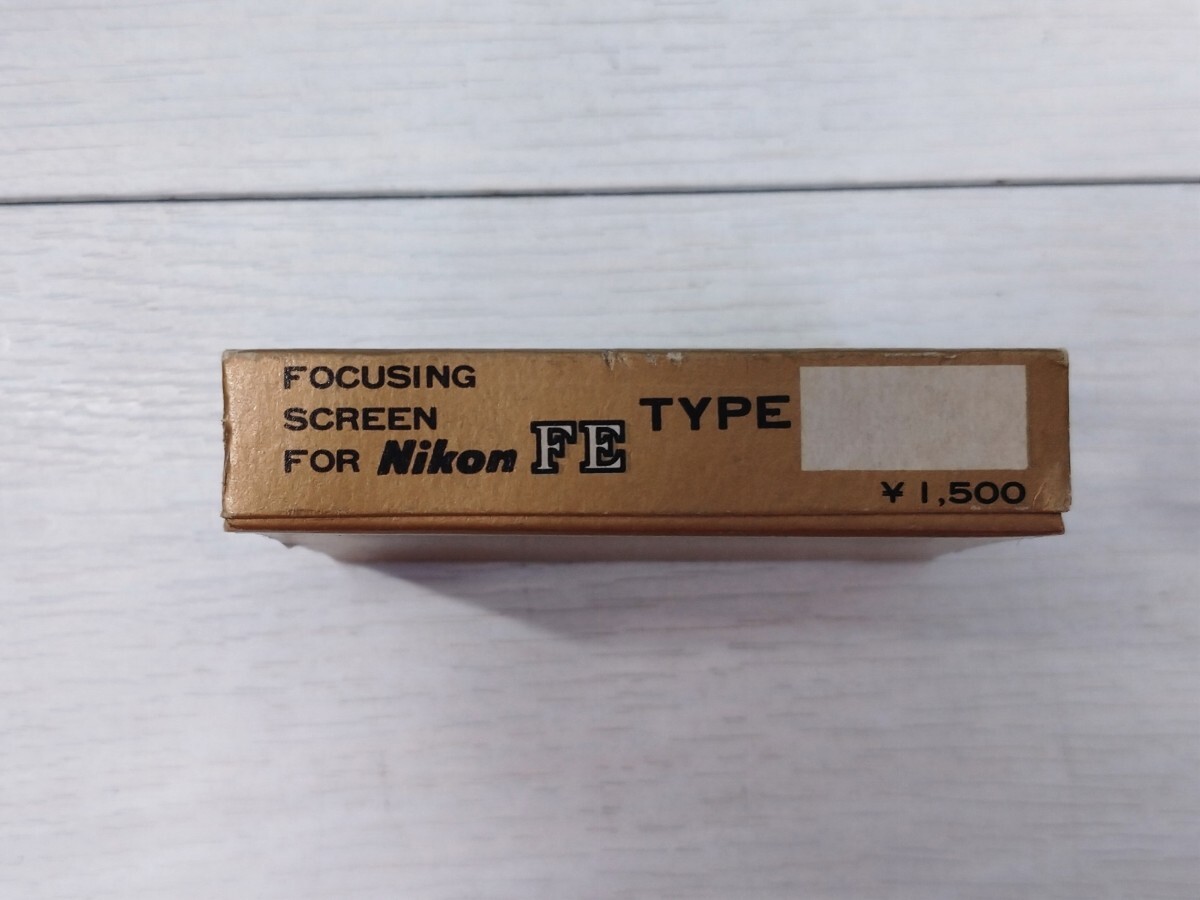 FOCUSING
SCREEN
FOR Nikon FE TYPE
¥1,500